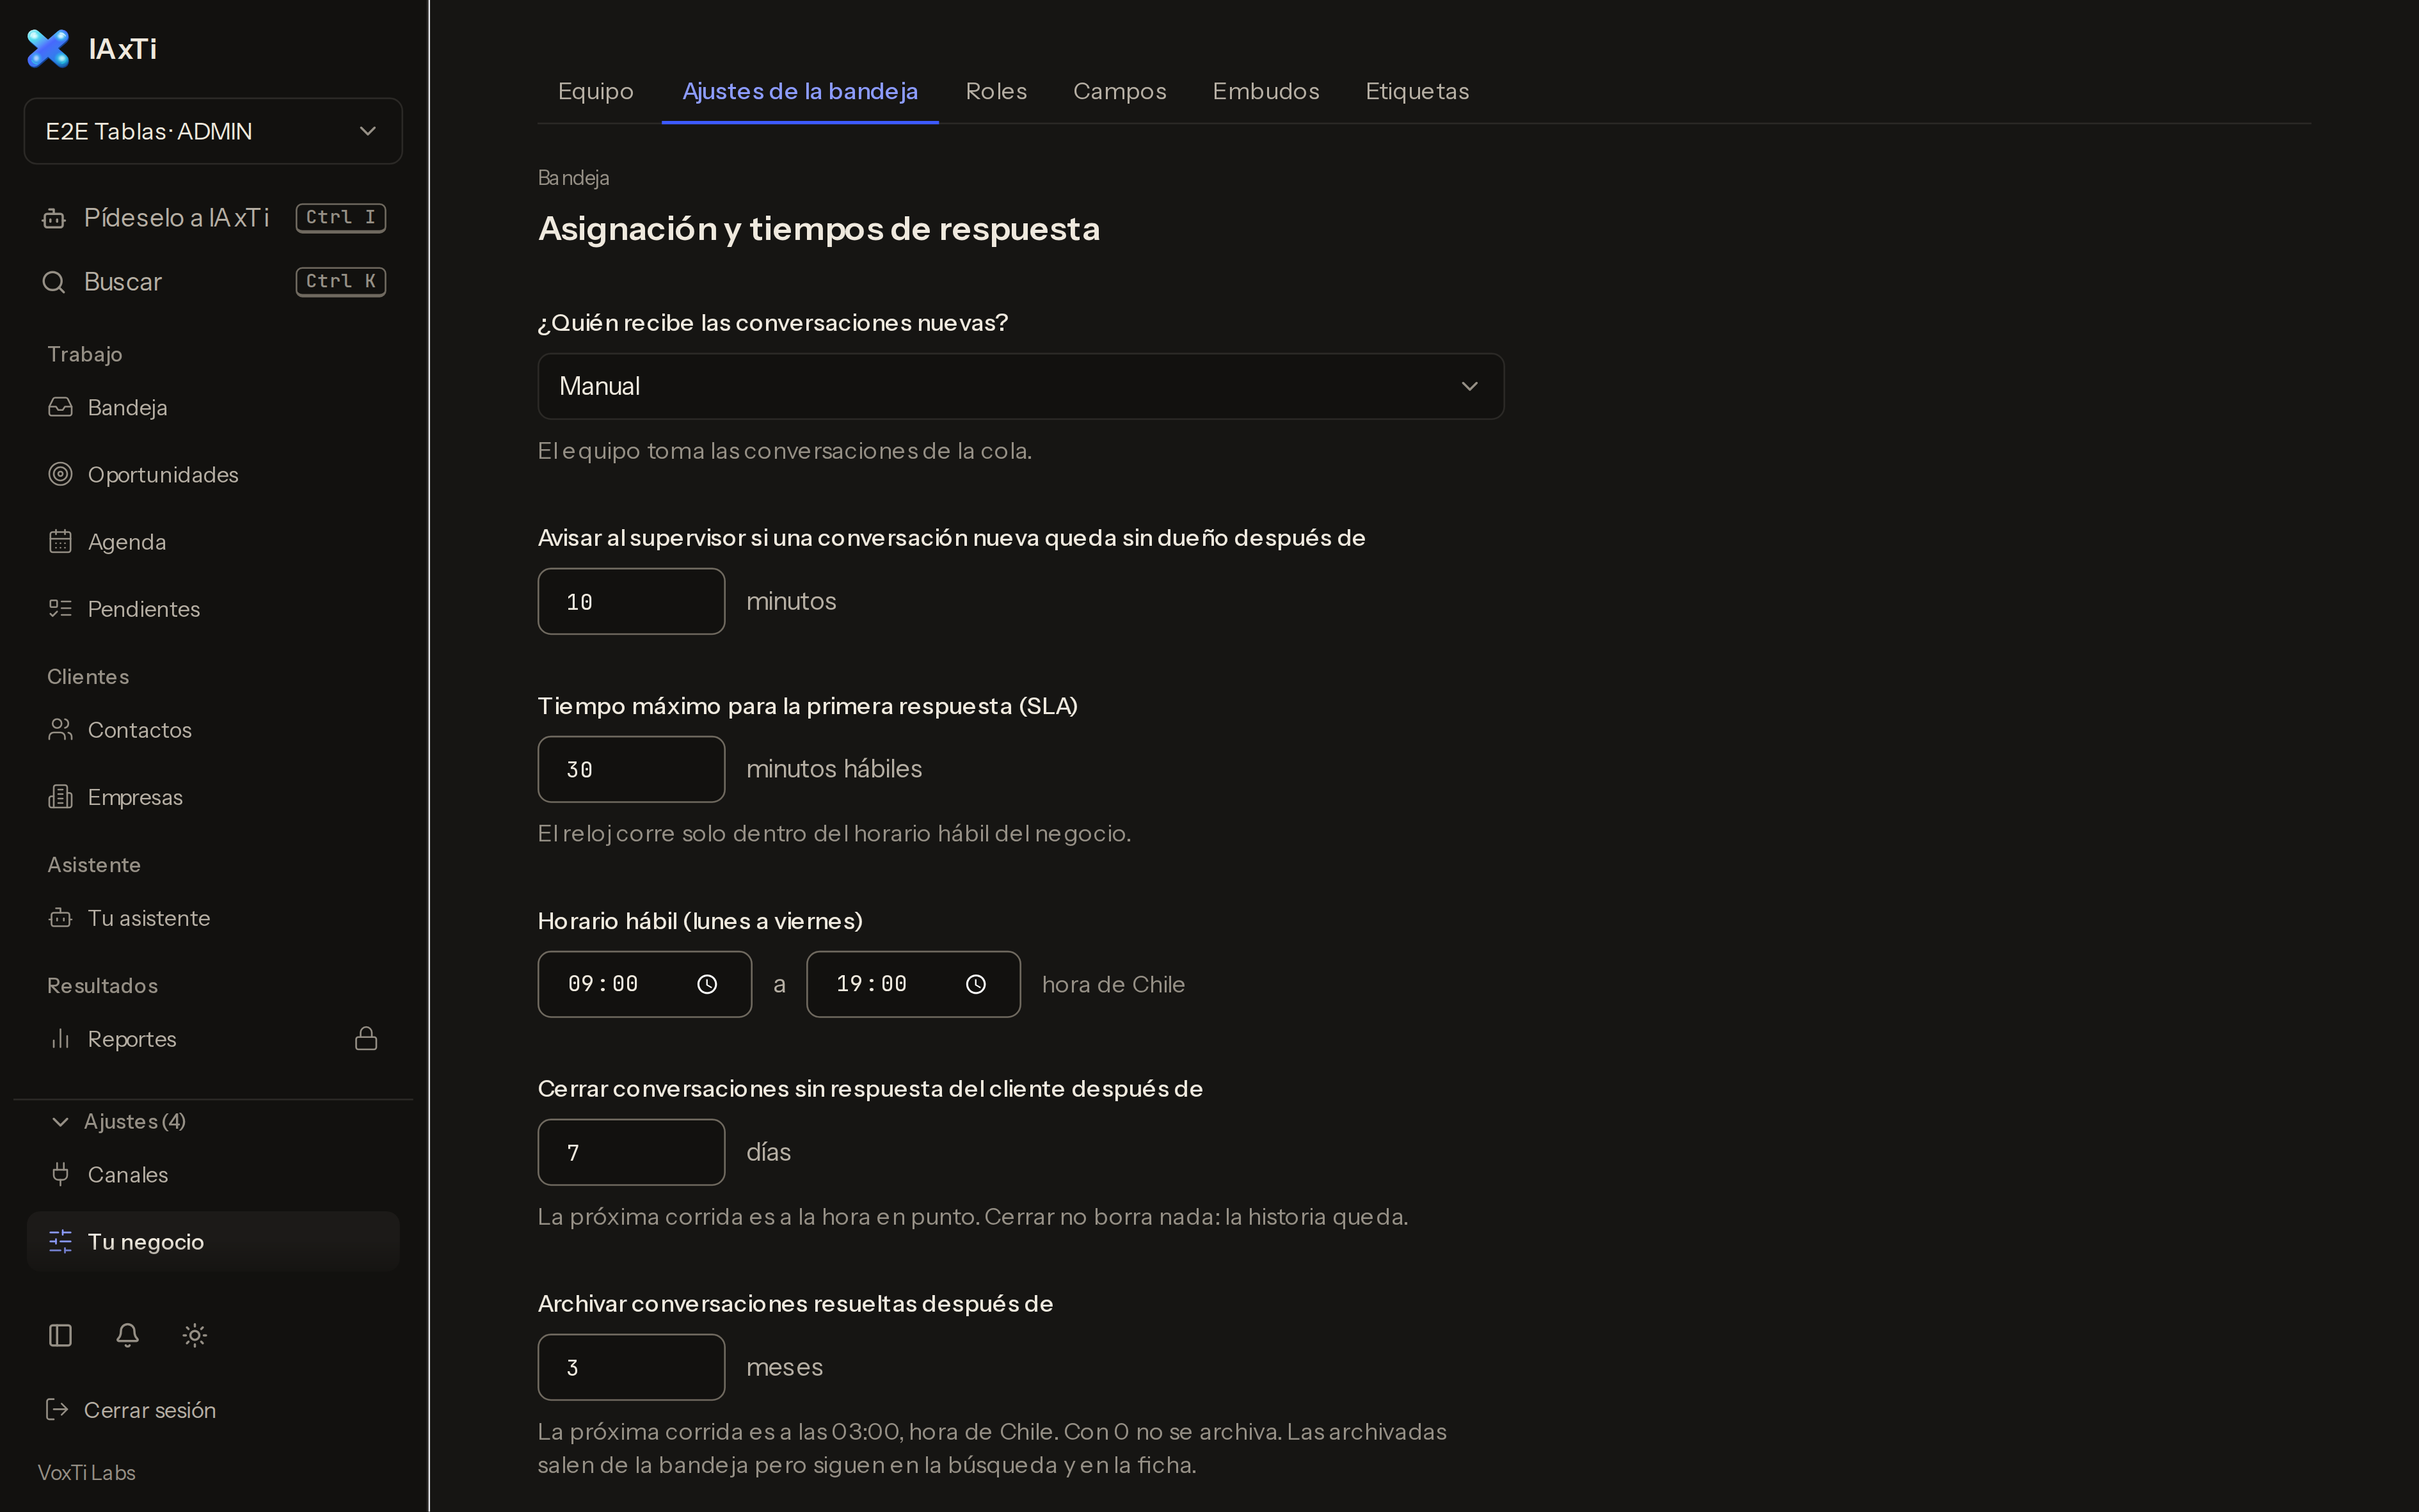 IAxTi
E2E Tablas · ADMIN
Pídeselo a IAxTi
Ctrl I
Buscar
Ctrl K
Trabajo
Bandeja
Oportunidades
Agenda
Pendientes
Clientes
Contactos
Empresas
Asistente
Tu asistente
Resultados
Reportes
Ajustes (4)
Canales
Tu negocio
Cerrar sesión
VoxTi Labs
Equipo
Ajustes de la bandeja
Roles
Campos
Embudos
Etiquetas
Bandeja
Asignación y tiempos de respuesta
¿Quién recibe las conversaciones nuevas?
Manual
El equipo toma las conversaciones de la cola.
Avisar al supervisor si una conversación nueva queda sin dueño después de
10 minutos
Tiempo máximo para la primera respuesta (SLA)
30 minutos hábiles
El reloj corre solo dentro del horario hábil del negocio.
Horario hábil (lunes a viernes)
09:00 a 19:00 hora de Chile
Cerrar conversaciones sin respuesta del cliente después de
7 días
La próxima corrida es a la hora en punto. Cerrar no borra nada: la historia queda.
Archivar conversaciones resueltas después de
3 meses
La próxima corrida es a las 03:00, hora de Chile. Con 0 no se archiva. Las archivadas
salen de la bandeja pero siguen en la búsqueda y en la ficha.